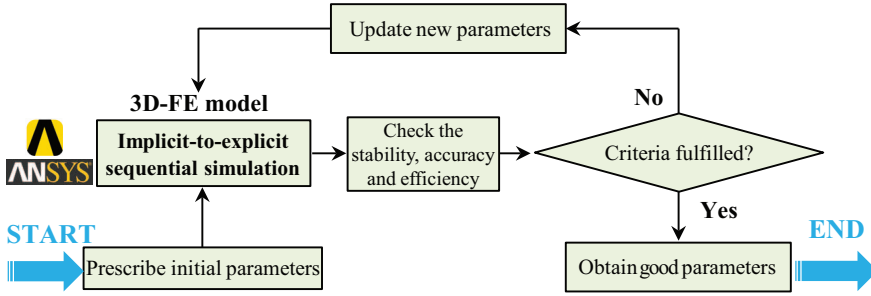 Update new parameters
3D-FE model
No
ANSYS
Implicit-to-explicit
sequential simulation
Check the
stability, accuracy
and efficiency
Criteria fulfilled?
Yes
START
Prescribe initial parameters
Obtain good parameters
END